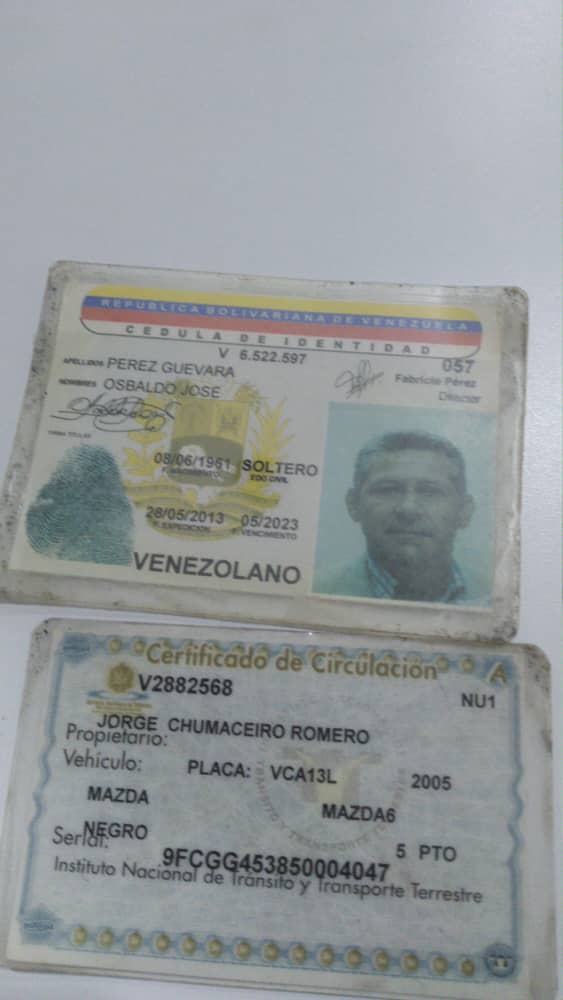 REPUBLICA BOLIVARIANA DE VENEZUELA
CEDULA DE IDENTIDAD
V 6.522.597
057
APELLIDOS PEREZ GUEVARA
Fabricio Pérez
NOMBRES OSBALDO JOSE
Director
FIRMA TITULAR
08/06/1961 SOLTERO
F. NACIMIENTO EDO CIVIL
28/05/2013 05/2023
F. EXPEDICION F. VENCIMIENTO
VENEZOLANO
Certificado de Circulación A
V2882568
NU1
JORGE CHUMACEIRO ROMERO
Propietario:
Vehículo: PLACA: VCA13L 2005
MAZDA MAZDA6
NEGRO 5 PTO
Serial: 9FCGG453850004047
Instituto Nacional de Tránsito y Transporte Terrestre